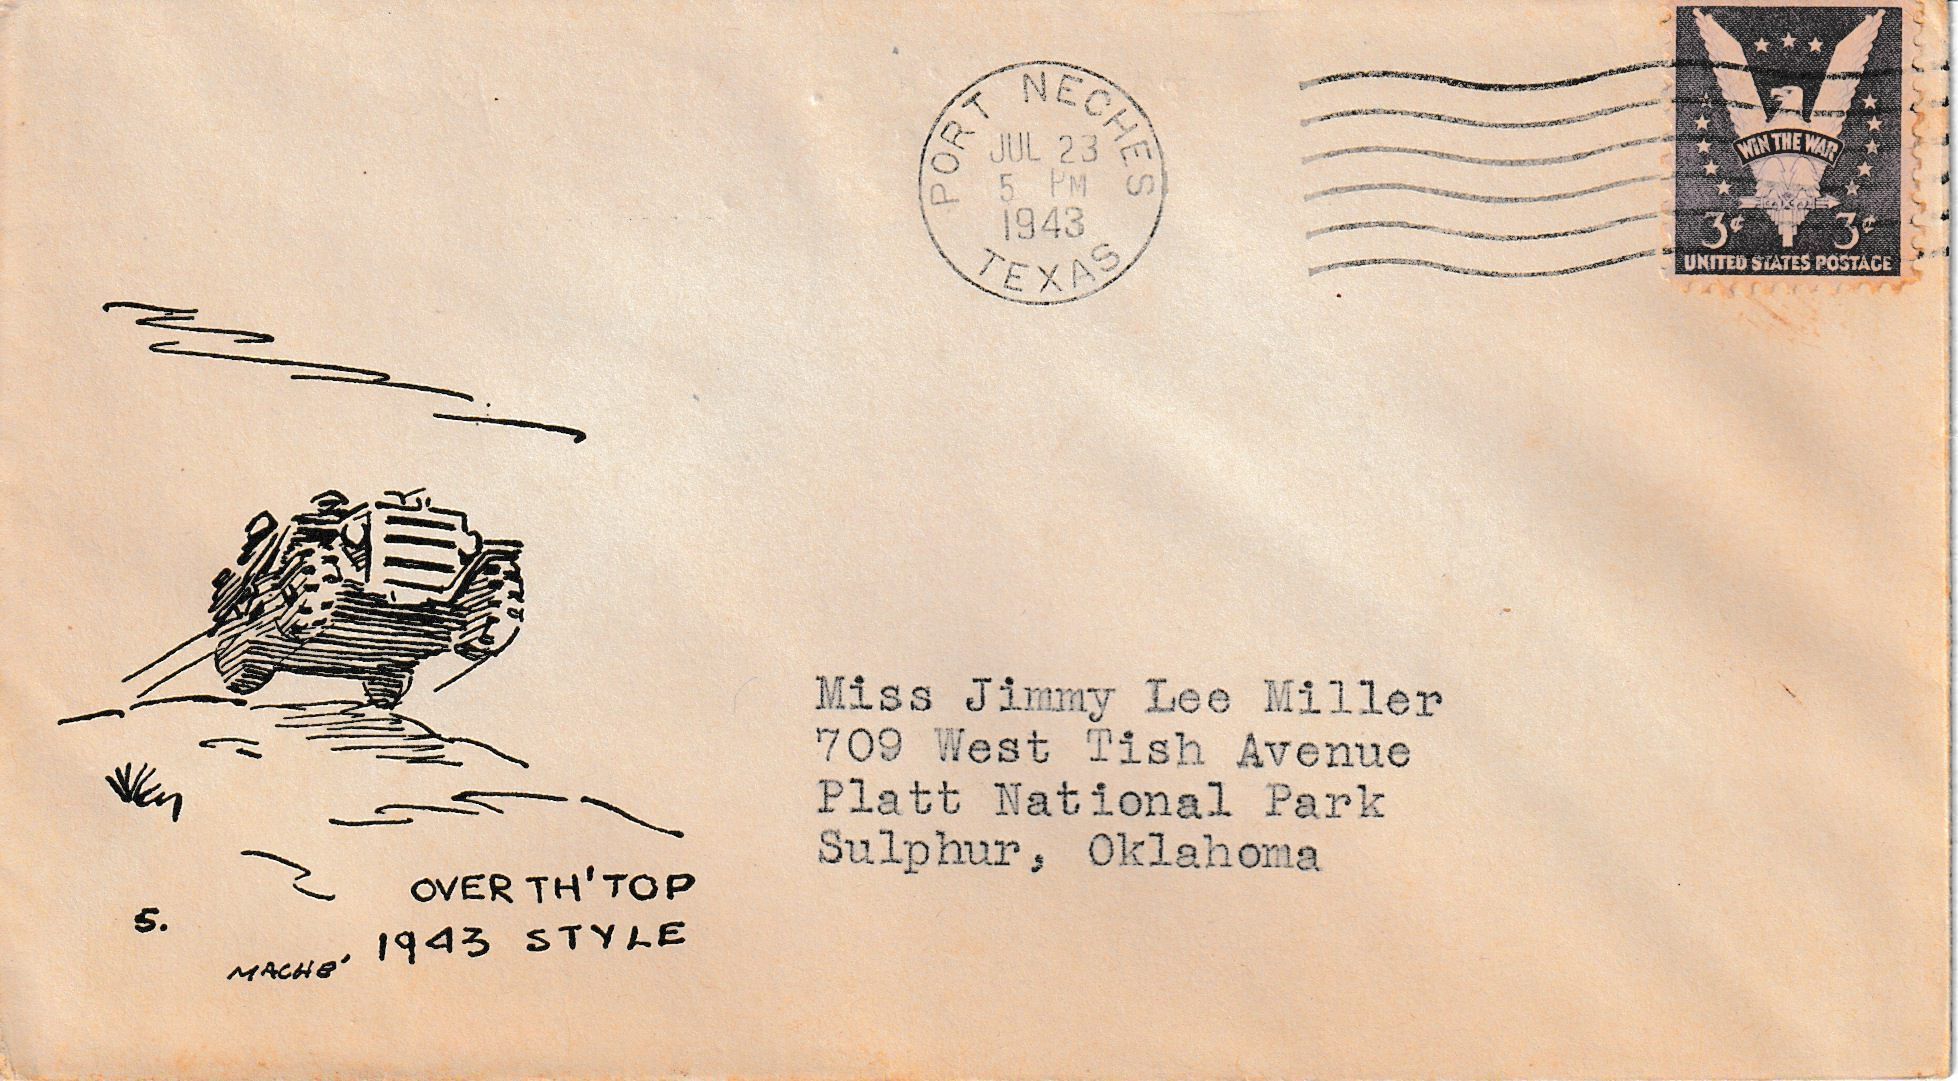 PORT NECHES
JUL 23
5 PM
1943
TEXAS
WIN THE WAR
3¢ 3¢
UNITED STATES POSTAGE
Miss Jimmy Lee Miller
709 West Tish Avenue
Platt National Park
Sulphur, Oklahoma
OVER TH' TOP
1943 STYLE
5.
MACHE'